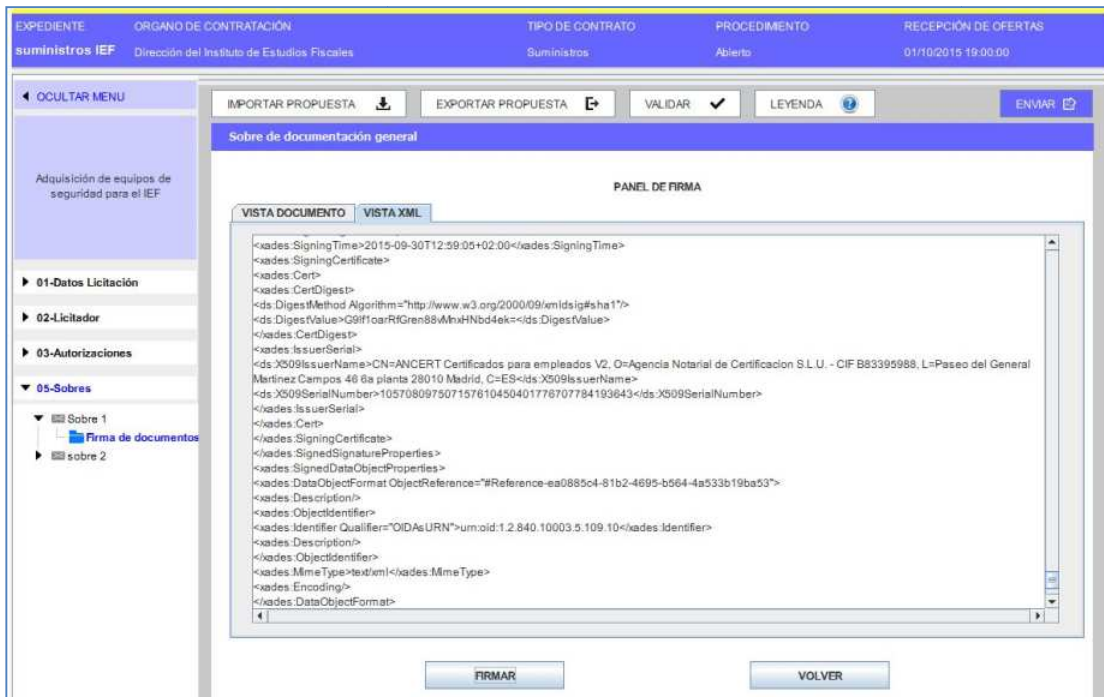 EXPEDIENTE ORGANO DE CONTRATACIÓN TIPO DE CONTRATO PROCEDIMIENTO RECEPCIÓN DE OFERTAS
suministros IEF Dirección del Instituto de Estudios Fiscales Suministros Abierto 01/10/2015 19:00:00
OCULTAR MENU
IMPORTAR PROPUESTA EXPORTAR PROPUESTA VALIDAR LEYENDA ENVIAR
Sobre de documentación general
Adquisición de equipos de
seguridad para el IEF
PANEL DE FIRMA
VISTA DOCUMENTO VISTA XML
<xades:SigningTime>2015-09-30T12:59:05+02:00</xades:SigningTime>
<xades:SigningCertificate>
<xades:Cert>
<xades:CertDigest>
<ds:DigestMethod Algorithm="http://www.w3.org/2000/09/xmldsig#sha1"/>
<ds:DigestValue>G9lf1oarRfGren88vMnxHNbd4ek=</ds:DigestValue>
</xades:CertDigest>
<xades:IssuerSerial>
<ds:X509IssuerName>CN=ANCERT Certificados para empleados V2, O=Agencia Notarial de Certificacion S.L.U. - CIF B83395988, L=Paseo del General
Martinez Campos 46 6a planta 28010 Madrid, C=ES</ds:X509IssuerName>
<ds:X509SerialNumber>105708097507157610450401776707784193643</ds:X509SerialNumber>
</xades:IssuerSerial>
</xades:Cert>
</xades:SigningCertificate>
</xades:SignedSignatureProperties>
<xades:SignedDataObjectProperties>
<xades:DataObjectFormat ObjectReference="#Reference-ea0885c4-81b2-4695-b564-4a533b19ba53">
<xades:Description/>
<xades:ObjectIdentifier>
<xades:Identifier Qualifier="OIDAsURN">urn:oid:1.2.840.10003.5.109.10</xades:Identifier>
<xades:Description/>
</xades:ObjectIdentifier>
<xades:MimeType>text/xml</xades:MimeType>
<xades:Encoding/>
</xades:DataObjectFormat>
01-Datos Licitación
02-Licitador
03-Autorizaciones
05-Sobres
Sobre 1
Firma de documentos
sobre 2
FIRMAR VOLVER